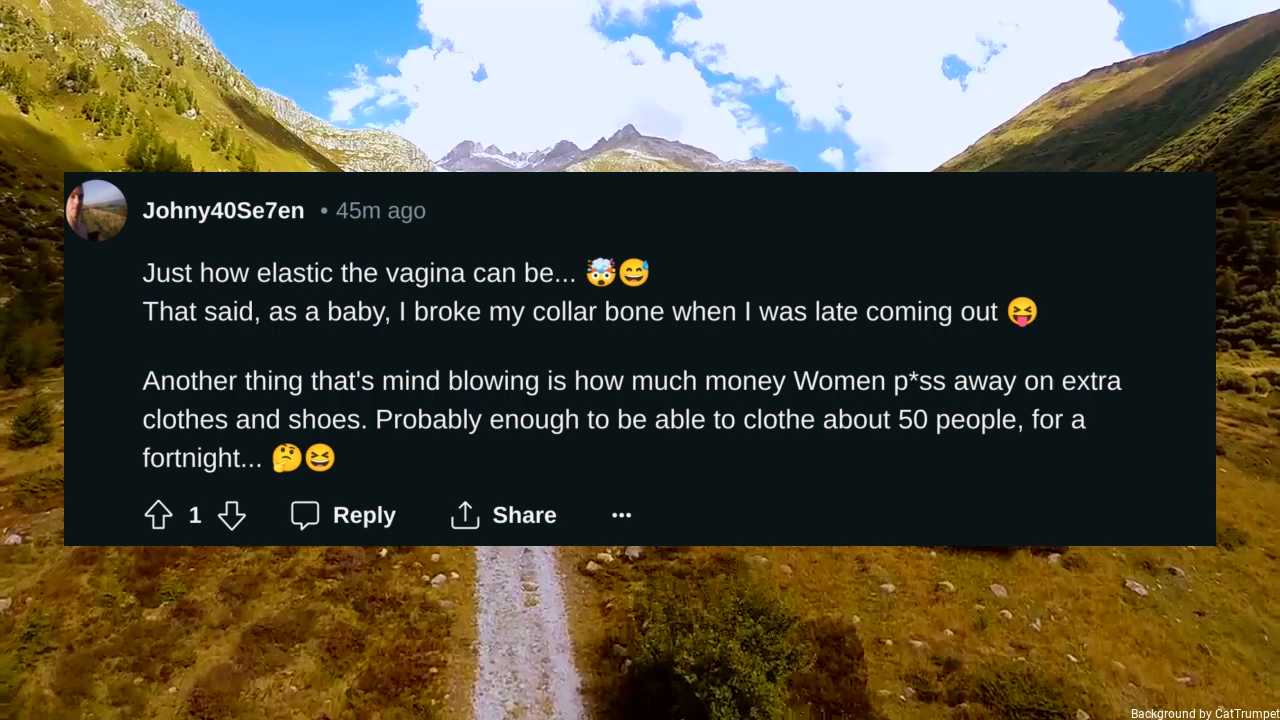 Johny40Se7en • 45m ago
Just how elastic the vagina can be... 🤯😅
That said, as a baby, I broke my collar bone when I was late coming out 😝
Another thing that's mind blowing is how much money Women p*ss away on extra
clothes and shoes. Probably enough to be able to clothe about 50 people, for a
fortnight... 🤔😆
1 Reply Share ...
Background by CatTrumpet